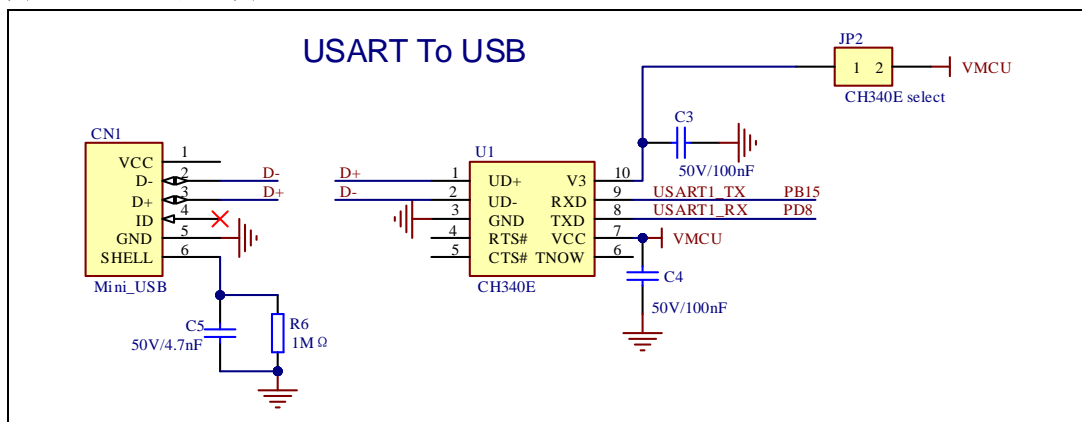 USART To USB
JP2
1 2
VMCU
CH340E select
C3
50V/100nF
CN1
VCC 1
D- 2 D-
D+ 3 D+
ID 4
GND 5
SHELL 6
Mini_USB
U1
D+ 1 UD+ V3 10
D- 2 UD- RXD 9 USART1_TX PB15
3 GND TXD 8 USART1_RX PD8
4 RTS# VCC 7 VMCU
5 CTS# TNOW 6
CH340E
C4
50V/100nF
C5
50V/4.7nF
R6
1MΩ